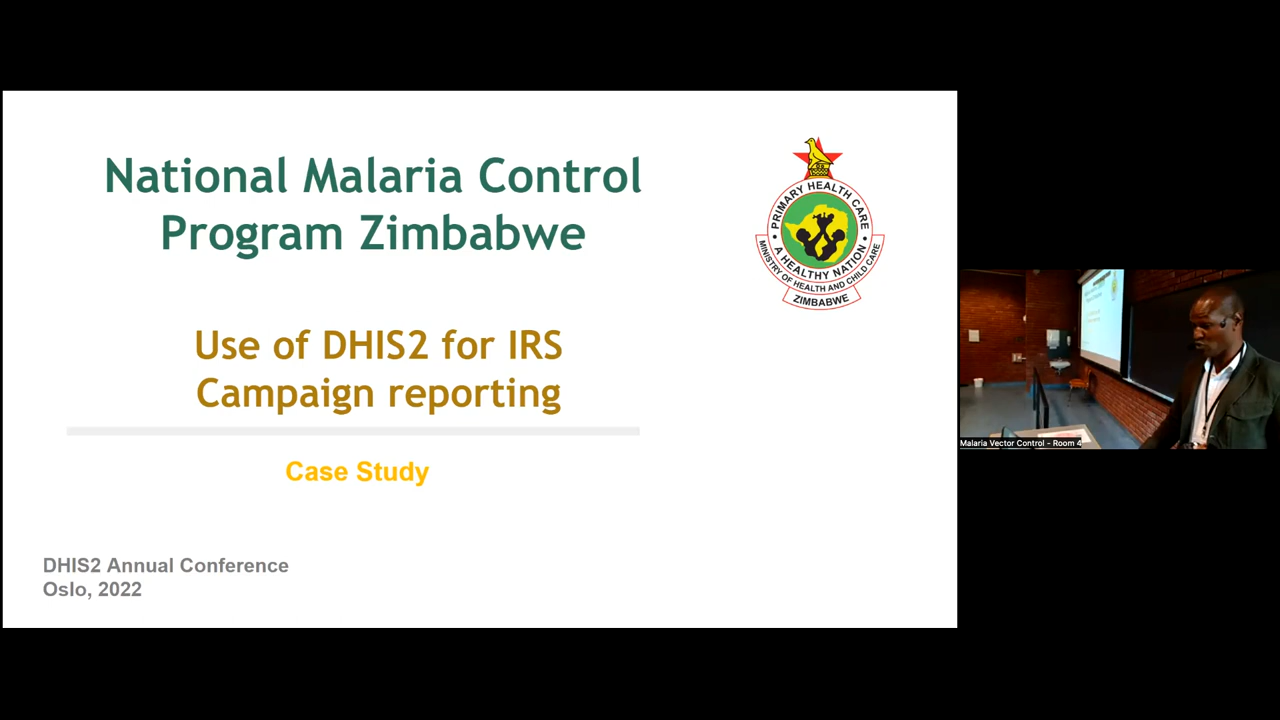 National Malaria Control
Program Zimbabwe
Use of DHIS2 for IRS
Campaign reporting
Case Study
DHIS2 Annual Conference
Oslo, 2022
• PRIMARY HEALTH CARE •
A HEALTHY NATION
MINISTRY OF HEALTH AND CHILD CARE
ZIMBABWE
Malaria Vector Control - Room 4